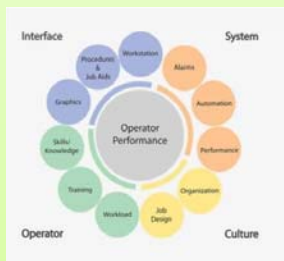 Interface
System
Workstation
Procedures
&
Job Aids
Alarms
Graphics
Automation
Operator
Performance
Skills/
Knowledge
Performance
Training
Organization
Workload
Job
Design
Operator
Culture